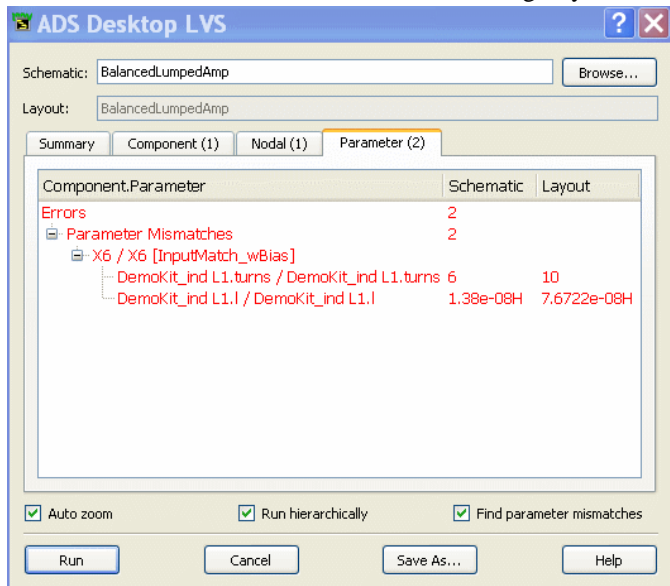 ADS Desktop LVS
Schematic: BalancedLumpedAmp Browse...
Layout: BalancedLumpedAmp
Summary Component (1) Nodal (1) Parameter (2)
Component.Parameter Schematic Layout
Errors 2
Parameter Mismatches 2
X6 / X6 [InputMatch_wBias]
DemoKit_ind L1.turns / DemoKit_ind L1.turns 6 10
DemoKit_ind L1.l / DemoKit_ind L1.l 1.38e-08H 7.6722e-08H
Auto zoom Run hierarchically Find parameter mismatches
Run Cancel Save As... Help